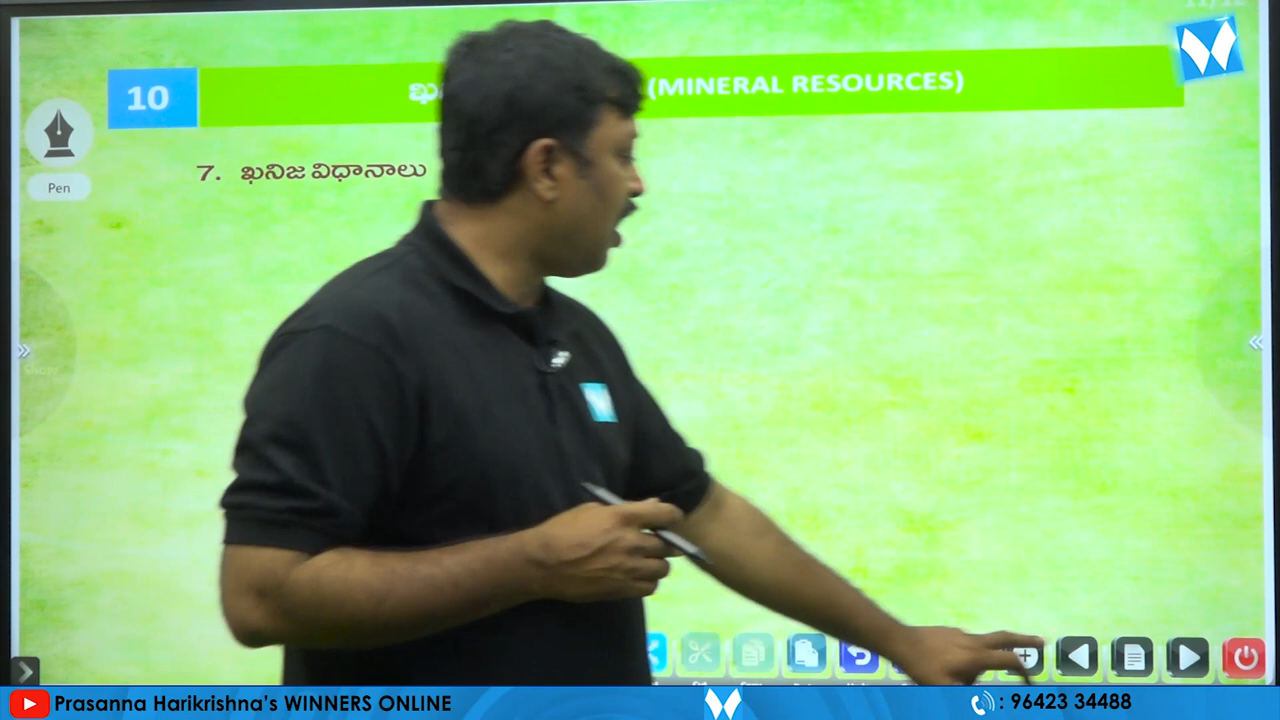 10
(MINERAL RESOURCES)
7. ఖనిజ విధానాలు
Pen
Prasanna Harikrishna's WINNERS ONLINE
: 96423 34488